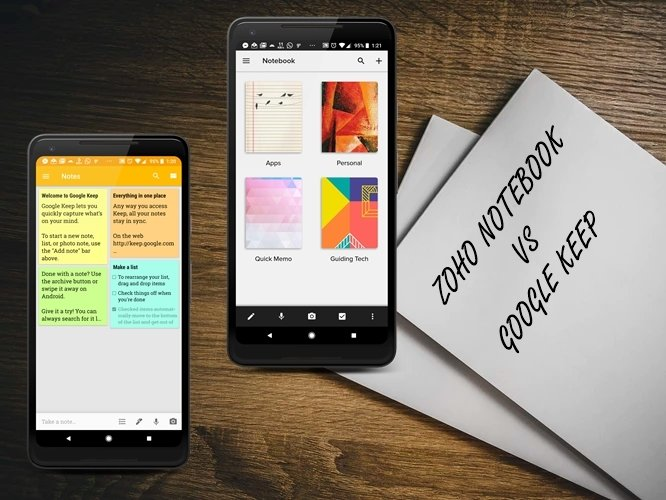 95% 1:20
Notes
Welcome to Google Keep
Google Keep lets you
quickly capture what's
on your mind.
To start a new note,
list, or photo note, use
the "Add note" bar
above.
Everything in one place
Any way you access
Keep, all your notes
stay in sync.
On the web
http://keep.google.com
...
Done with a note? Use
the archive button or
swipe it away on
Android.
Give it a try! You can
always search for it l...
Make a list
To rearrange your list,
drag and drop items
Check things off when
you're done
Checked items automat-
ically move to the bottom
of the list and get out of
Take a note...
95% 1:21
Notebook
Apps
Personal
Quick Memo
Guiding Tech
ZOHO NOTEBOOK
VS
GOOGLE KEEP